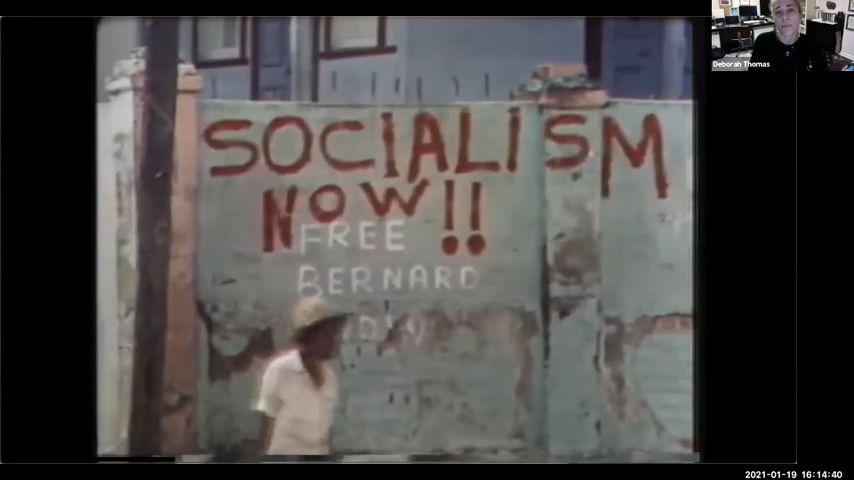 Deborah Thomas
SOCIALISM
NOW!!
FREE
BERNARD
2021-01-19 16:14:40